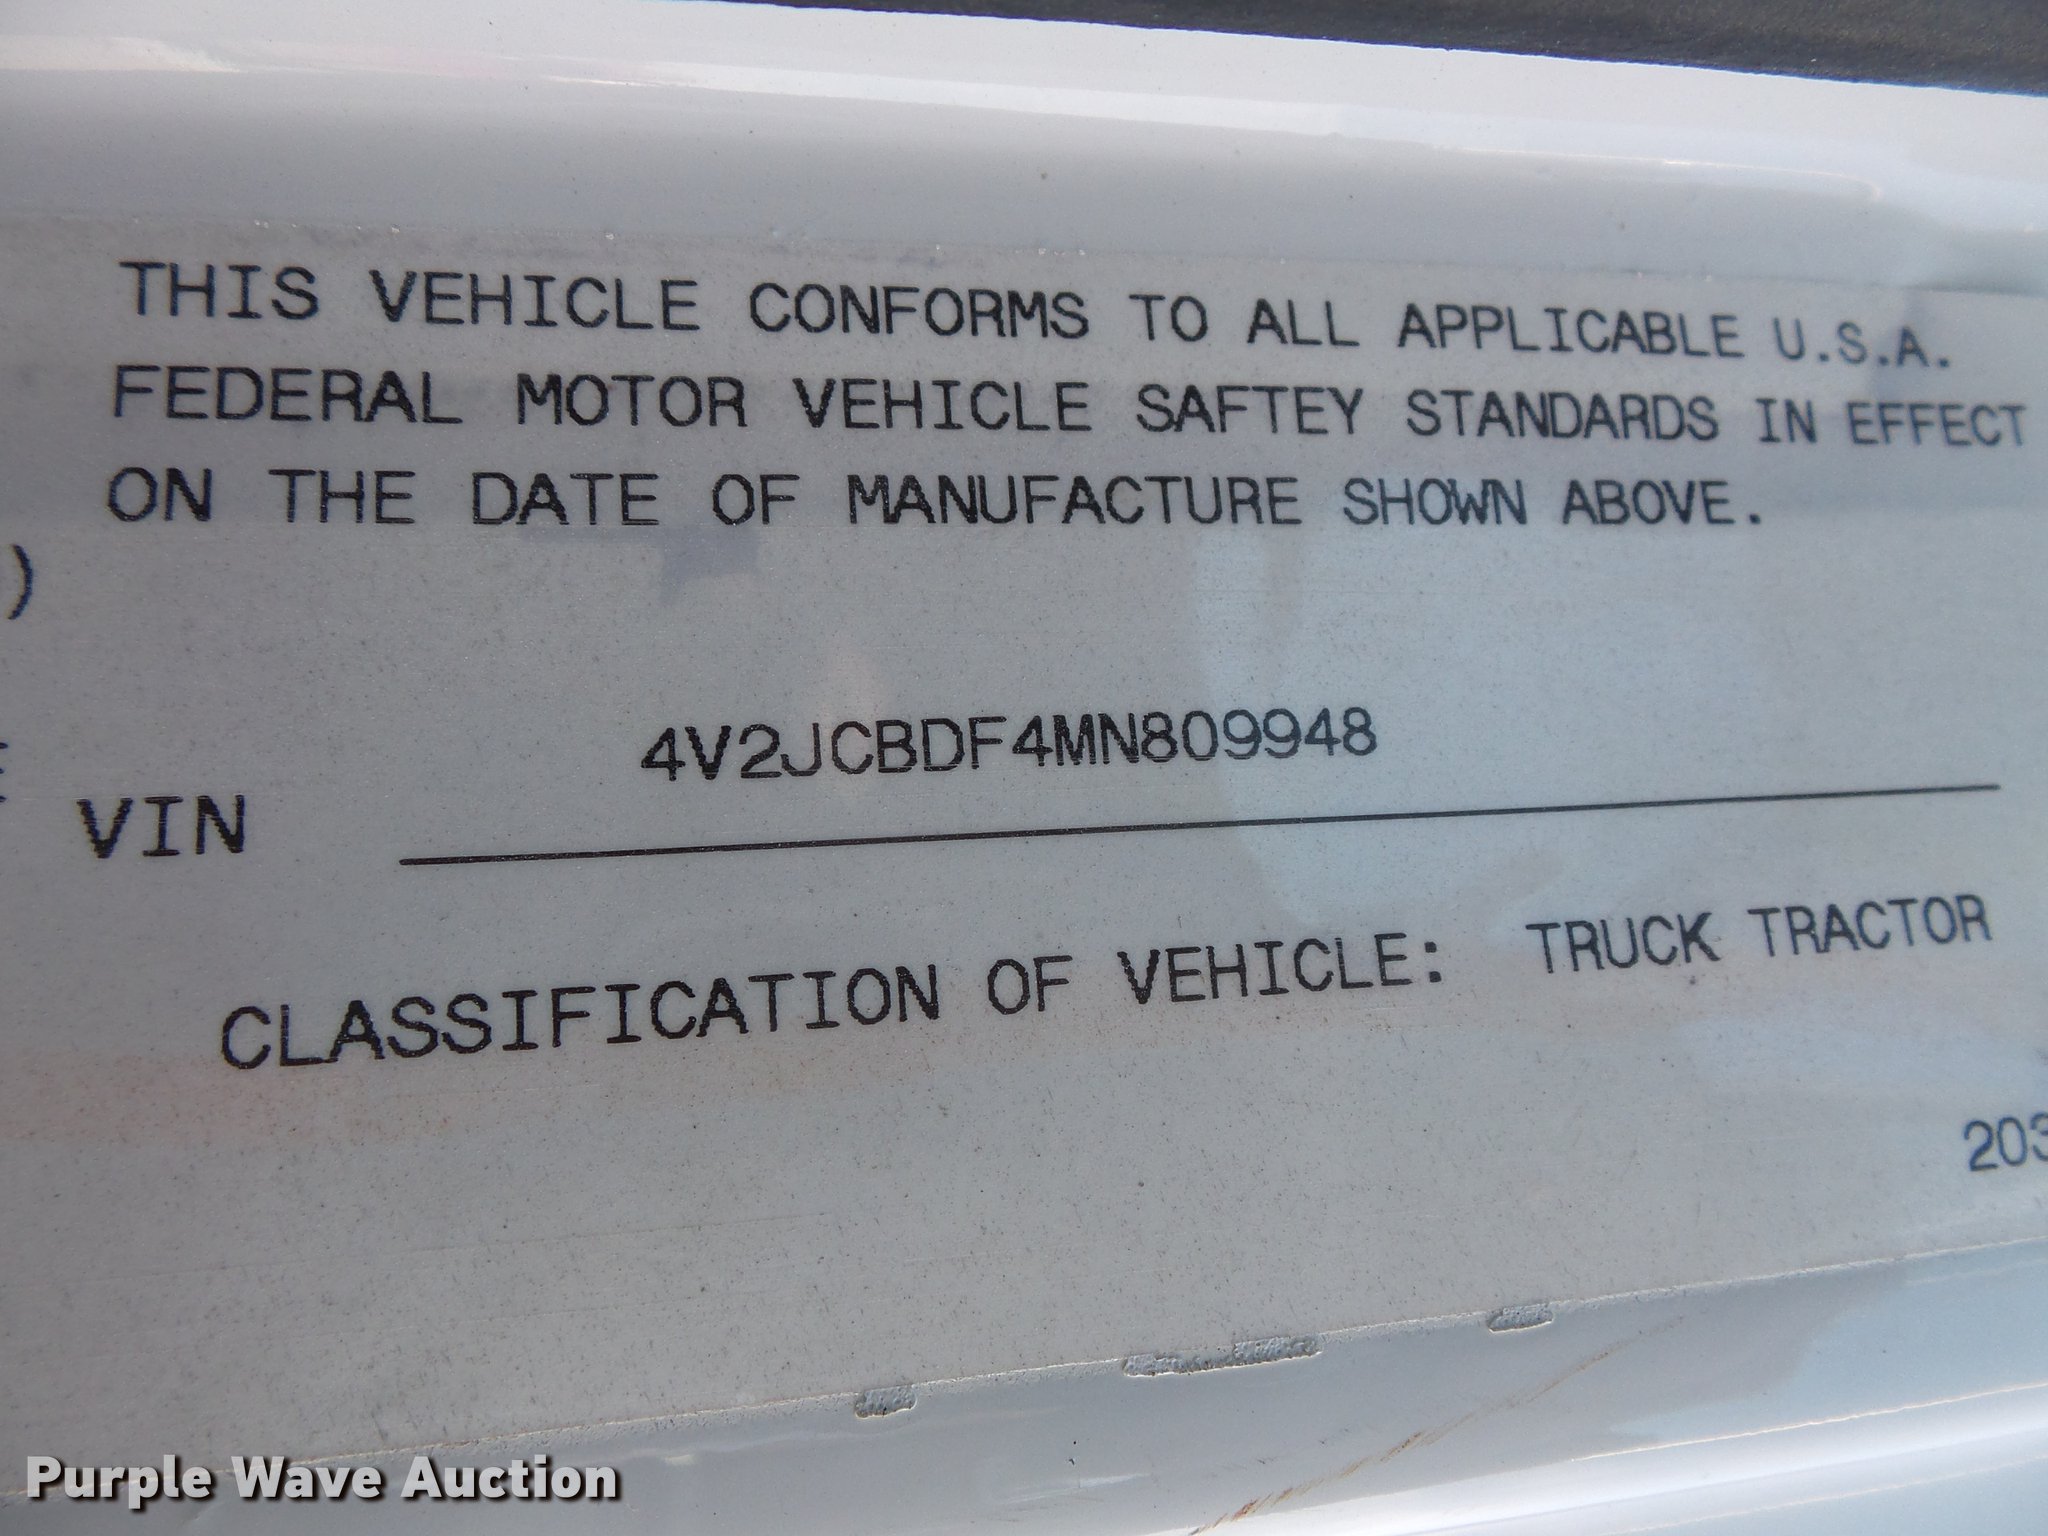 THIS VEHICLE CONFORMS TO ALL APPLICABLE U.S.A.
FEDERAL MOTOR VEHICLE SAFTEY STANDARDS IN EFFECT
ON THE DATE OF MANUFACTURE SHOWN ABOVE.
)
4V2JCBDF4MN809948
VIN
CLASSIFICATION OF VEHICLE: TRUCK TRACTOR
203
Purple Wave Auction